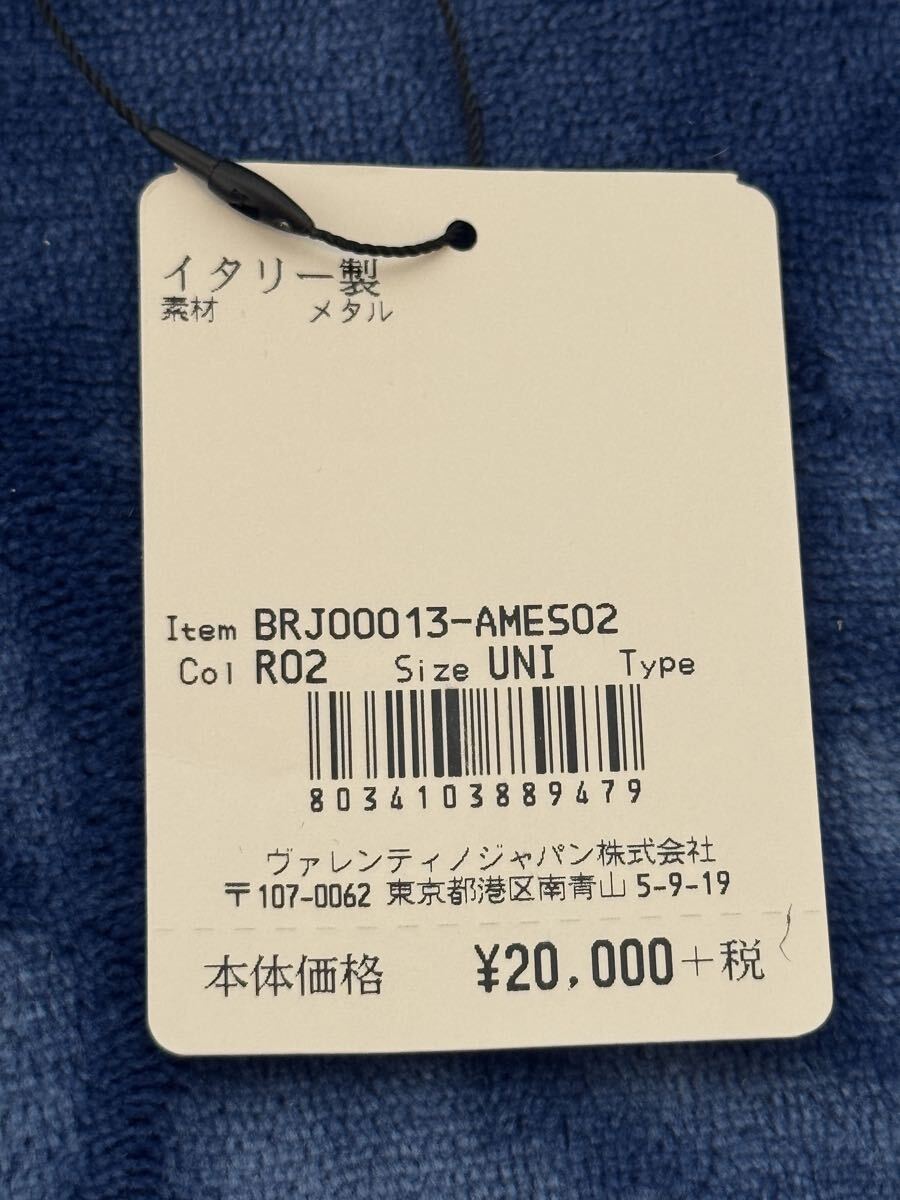 イタリー製
素材 メタル
Item BRJ00013-AMES02
Col R02 Size UNI Type
8034103889479
ヴァレンティノジャパン株式会社
〒107-0062 東京都港区南青山 5-9-19
本体価格 ¥20,000+税